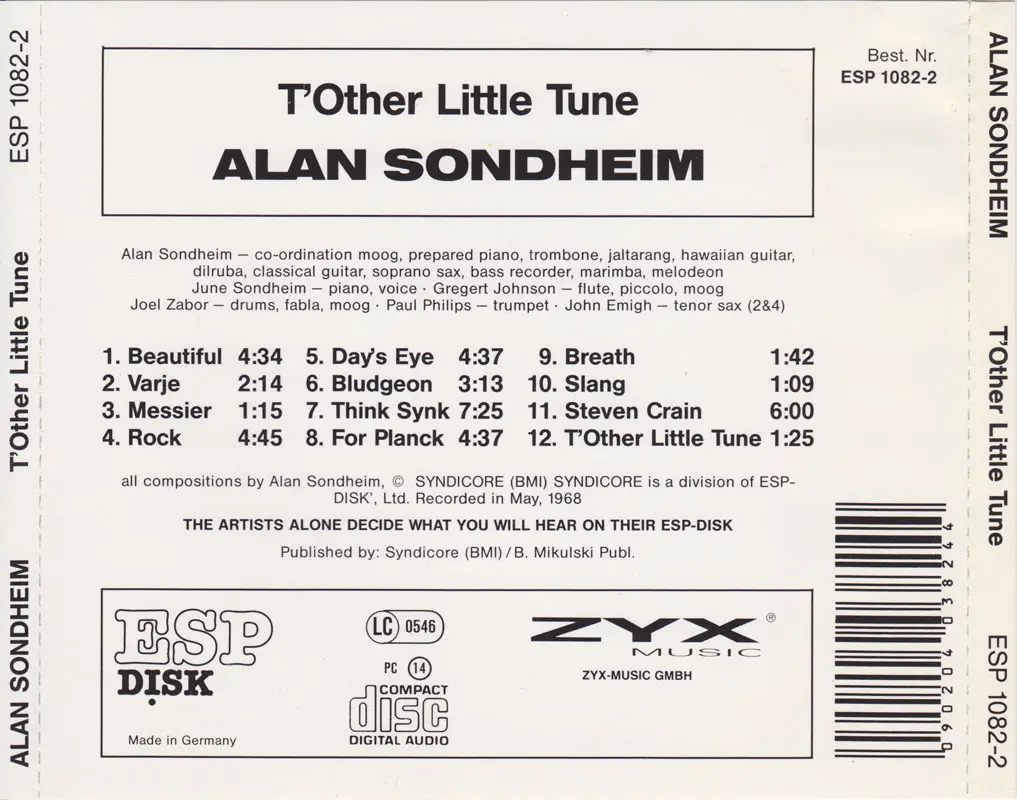 ESP 1082-2
T'Other Little Tune
ALAN SONDHEIM
T'Other Little Tune
ALAN SONDHEIM
Best. Nr.
ESP 1082-2
Alan Sondheim – co-ordination moog, prepared piano, trombone, jaltarang, hawaiian guitar,
dilruba, classical guitar, soprano sax, bass recorder, marimba, melodeon
June Sondheim – piano, voice · Gregert Johnson – flute, piccolo, moog
Joel Zabor – drums, fabla, moog · Paul Philips – trumpet · John Emigh – tenor sax (2&4)
1. Beautiful 4:34
2. Varje 2:14
3. Messier 1:15
4. Rock 4:45
5. Day's Eye 4:37
6. Bludgeon 3:13
7. Think Synk 7:25
8. For Planck 4:37
9. Breath 1:42
10. Slang 1:09
11. Steven Crain 6:00
12. T'Other Little Tune 1:25
all compositions by Alan Sondheim, © SYNDICORE (BMI) SYNDICORE is a division of ESP-
DISK', Ltd. Recorded in May, 1968
THE ARTISTS ALONE DECIDE WHAT YOU WILL HEAR ON THEIR ESP-DISK
Published by: Syndicore (BMI) / B. Mikulski Publ.
ESP
DISK
Made in Germany
LC 0546
PC 14
COMPACT
disc
DIGITAL AUDIO
ZYX ®
MUSIC
ZYX-MUSIC GMBH
090204038244
ALAN SONDHEIM
T'Other Little Tune
ESP 1082-2